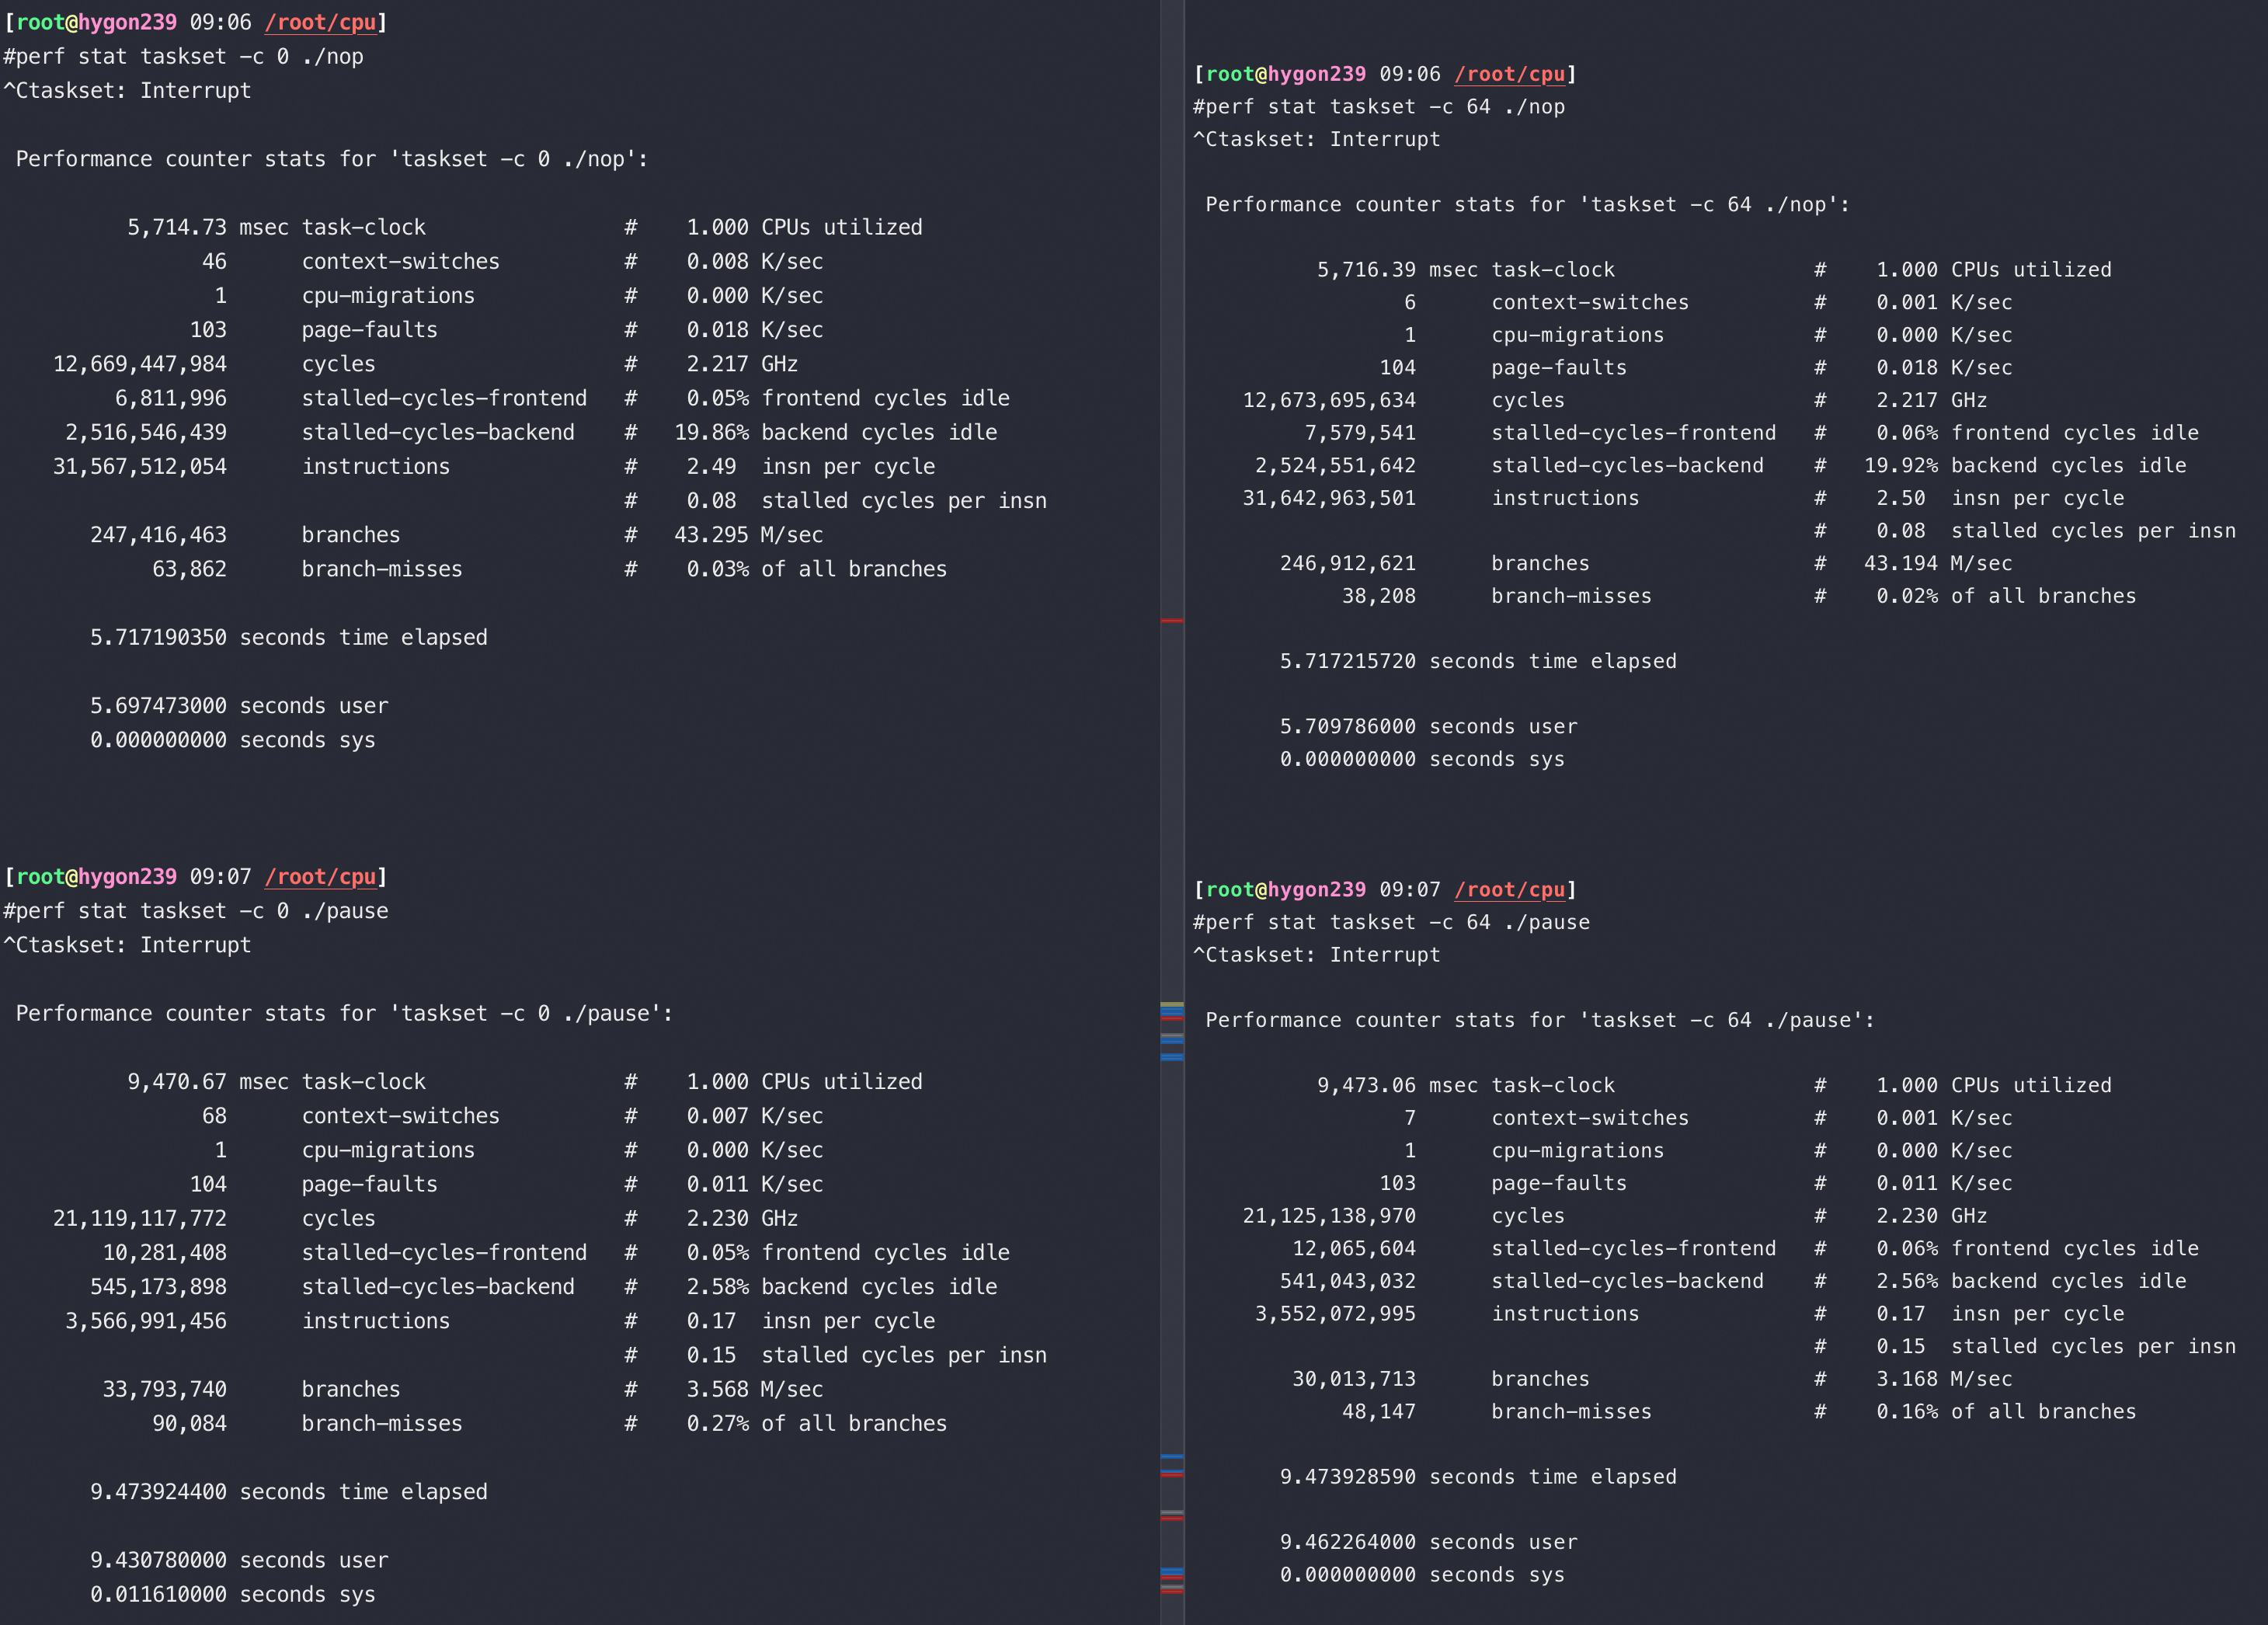 [root@hygon239 09:06 /root/cpu]
#perf stat taskset -c 0 ./nop
^Ctaskset: Interrupt
Performance counter stats for 'taskset -c 0 ./nop':
5,714.73 msec task-clock # 1.000 CPUs utilized
46 context-switches # 0.008 K/sec
1 cpu-migrations # 0.000 K/sec
103 page-faults # 0.018 K/sec
12,669,447,984 cycles # 2.217 GHz
6,811,996 stalled-cycles-frontend # 0.05% frontend cycles idle
2,516,546,439 stalled-cycles-backend # 19.86% backend cycles idle
31,567,512,054 instructions # 2.49 insn per cycle
# 0.08 stalled cycles per insn
247,416,463 branches # 43.295 M/sec
63,862 branch-misses # 0.03% of all branches
5.717190350 seconds time elapsed
5.697473000 seconds user
0.000000000 seconds sys
[root@hygon239 09:07 /root/cpu]
#perf stat taskset -c 0 ./pause
^Ctaskset: Interrupt
Performance counter stats for 'taskset -c 0 ./pause':
9,470.67 msec task-clock # 1.000 CPUs utilized
68 context-switches # 0.007 K/sec
1 cpu-migrations # 0.000 K/sec
104 page-faults # 0.011 K/sec
21,119,117,772 cycles # 2.230 GHz
10,281,408 stalled-cycles-frontend # 0.05% frontend cycles idle
545,173,898 stalled-cycles-backend # 2.58% backend cycles idle
3,566,991,456 instructions # 0.17 insn per cycle
# 0.15 stalled cycles per insn
33,793,740 branches # 3.568 M/sec
90,084 branch-misses # 0.27% of all branches
9.473924400 seconds time elapsed
9.430780000 seconds user
0.011610000 seconds sys
[root@hygon239 09:06 /root/cpu]
#perf stat taskset -c 64 ./nop
^Ctaskset: Interrupt
Performance counter stats for 'taskset -c 64 ./nop':
5,716.39 msec task-clock # 1.000 CPUs utilized
6 context-switches # 0.001 K/sec
1 cpu-migrations # 0.000 K/sec
104 page-faults # 0.018 K/sec
12,673,695,634 cycles # 2.217 GHz
7,579,541 stalled-cycles-frontend # 0.06% frontend cycles idle
2,524,551,642 stalled-cycles-backend # 19.92% backend cycles idle
31,642,963,501 instructions # 2.50 insn per cycle
# 0.08 stalled cycles per insn
246,912,621 branches # 43.194 M/sec
38,208 branch-misses # 0.02% of all branches
5.717215720 seconds time elapsed
5.709786000 seconds user
0.000000000 seconds sys
[root@hygon239 09:07 /root/cpu]
#perf stat taskset -c 64 ./pause
^Ctaskset: Interrupt
Performance counter stats for 'taskset -c 64 ./pause':
9,473.06 msec task-clock # 1.000 CPUs utilized
7 context-switches # 0.001 K/sec
1 cpu-migrations # 0.000 K/sec
103 page-faults # 0.011 K/sec
21,125,138,970 cycles # 2.230 GHz
12,065,604 stalled-cycles-frontend # 0.06% frontend cycles idle
541,043,032 stalled-cycles-backend # 2.56% backend cycles idle
3,552,072,995 instructions # 0.17 insn per cycle
# 0.15 stalled cycles per insn
30,013,713 branches # 3.168 M/sec
48,147 branch-misses # 0.16% of all branches
9.473928590 seconds time elapsed
9.462264000 seconds user
0.000000000 seconds sys